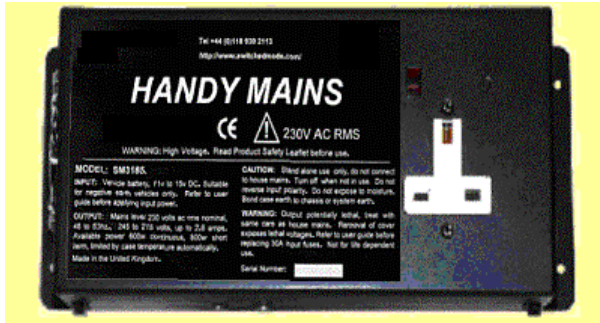 Tel +44 (0)118 930 2113
http://www.switchedmode.com/
HANDY MAINS
CE 230V AC RMS
WARNING: High Voltage. Read Product Safety Leaflet before use.
MODEL: SM3185.
INPUT: Vehicle battery, 11v to 15v DC. Suitable
for negative earth vehicles only. Refer to user
guide before applying input power.
OUTPUT: Mains level 230 volts ac rms nominal,
to 215 volts, up to 2.6 amps.
Available power 600w continuous, 800w short
term, limited by case temperature automatically.
Made in the United Kingdom.
CAUTION: Stand alone use only, do not connect
to house mains. Turn off when not in use. Do not
reverse input polarity. Do not expose to moisture.
Bond case earth to chassis or system earth.
WARNING: Output potentially lethal, treat with
same care as house mains. Removal of cover
exposes lethal voltages. Refer to user guide before
replacing 30A input fuses. Not for life dependent
use.
Serial Number: